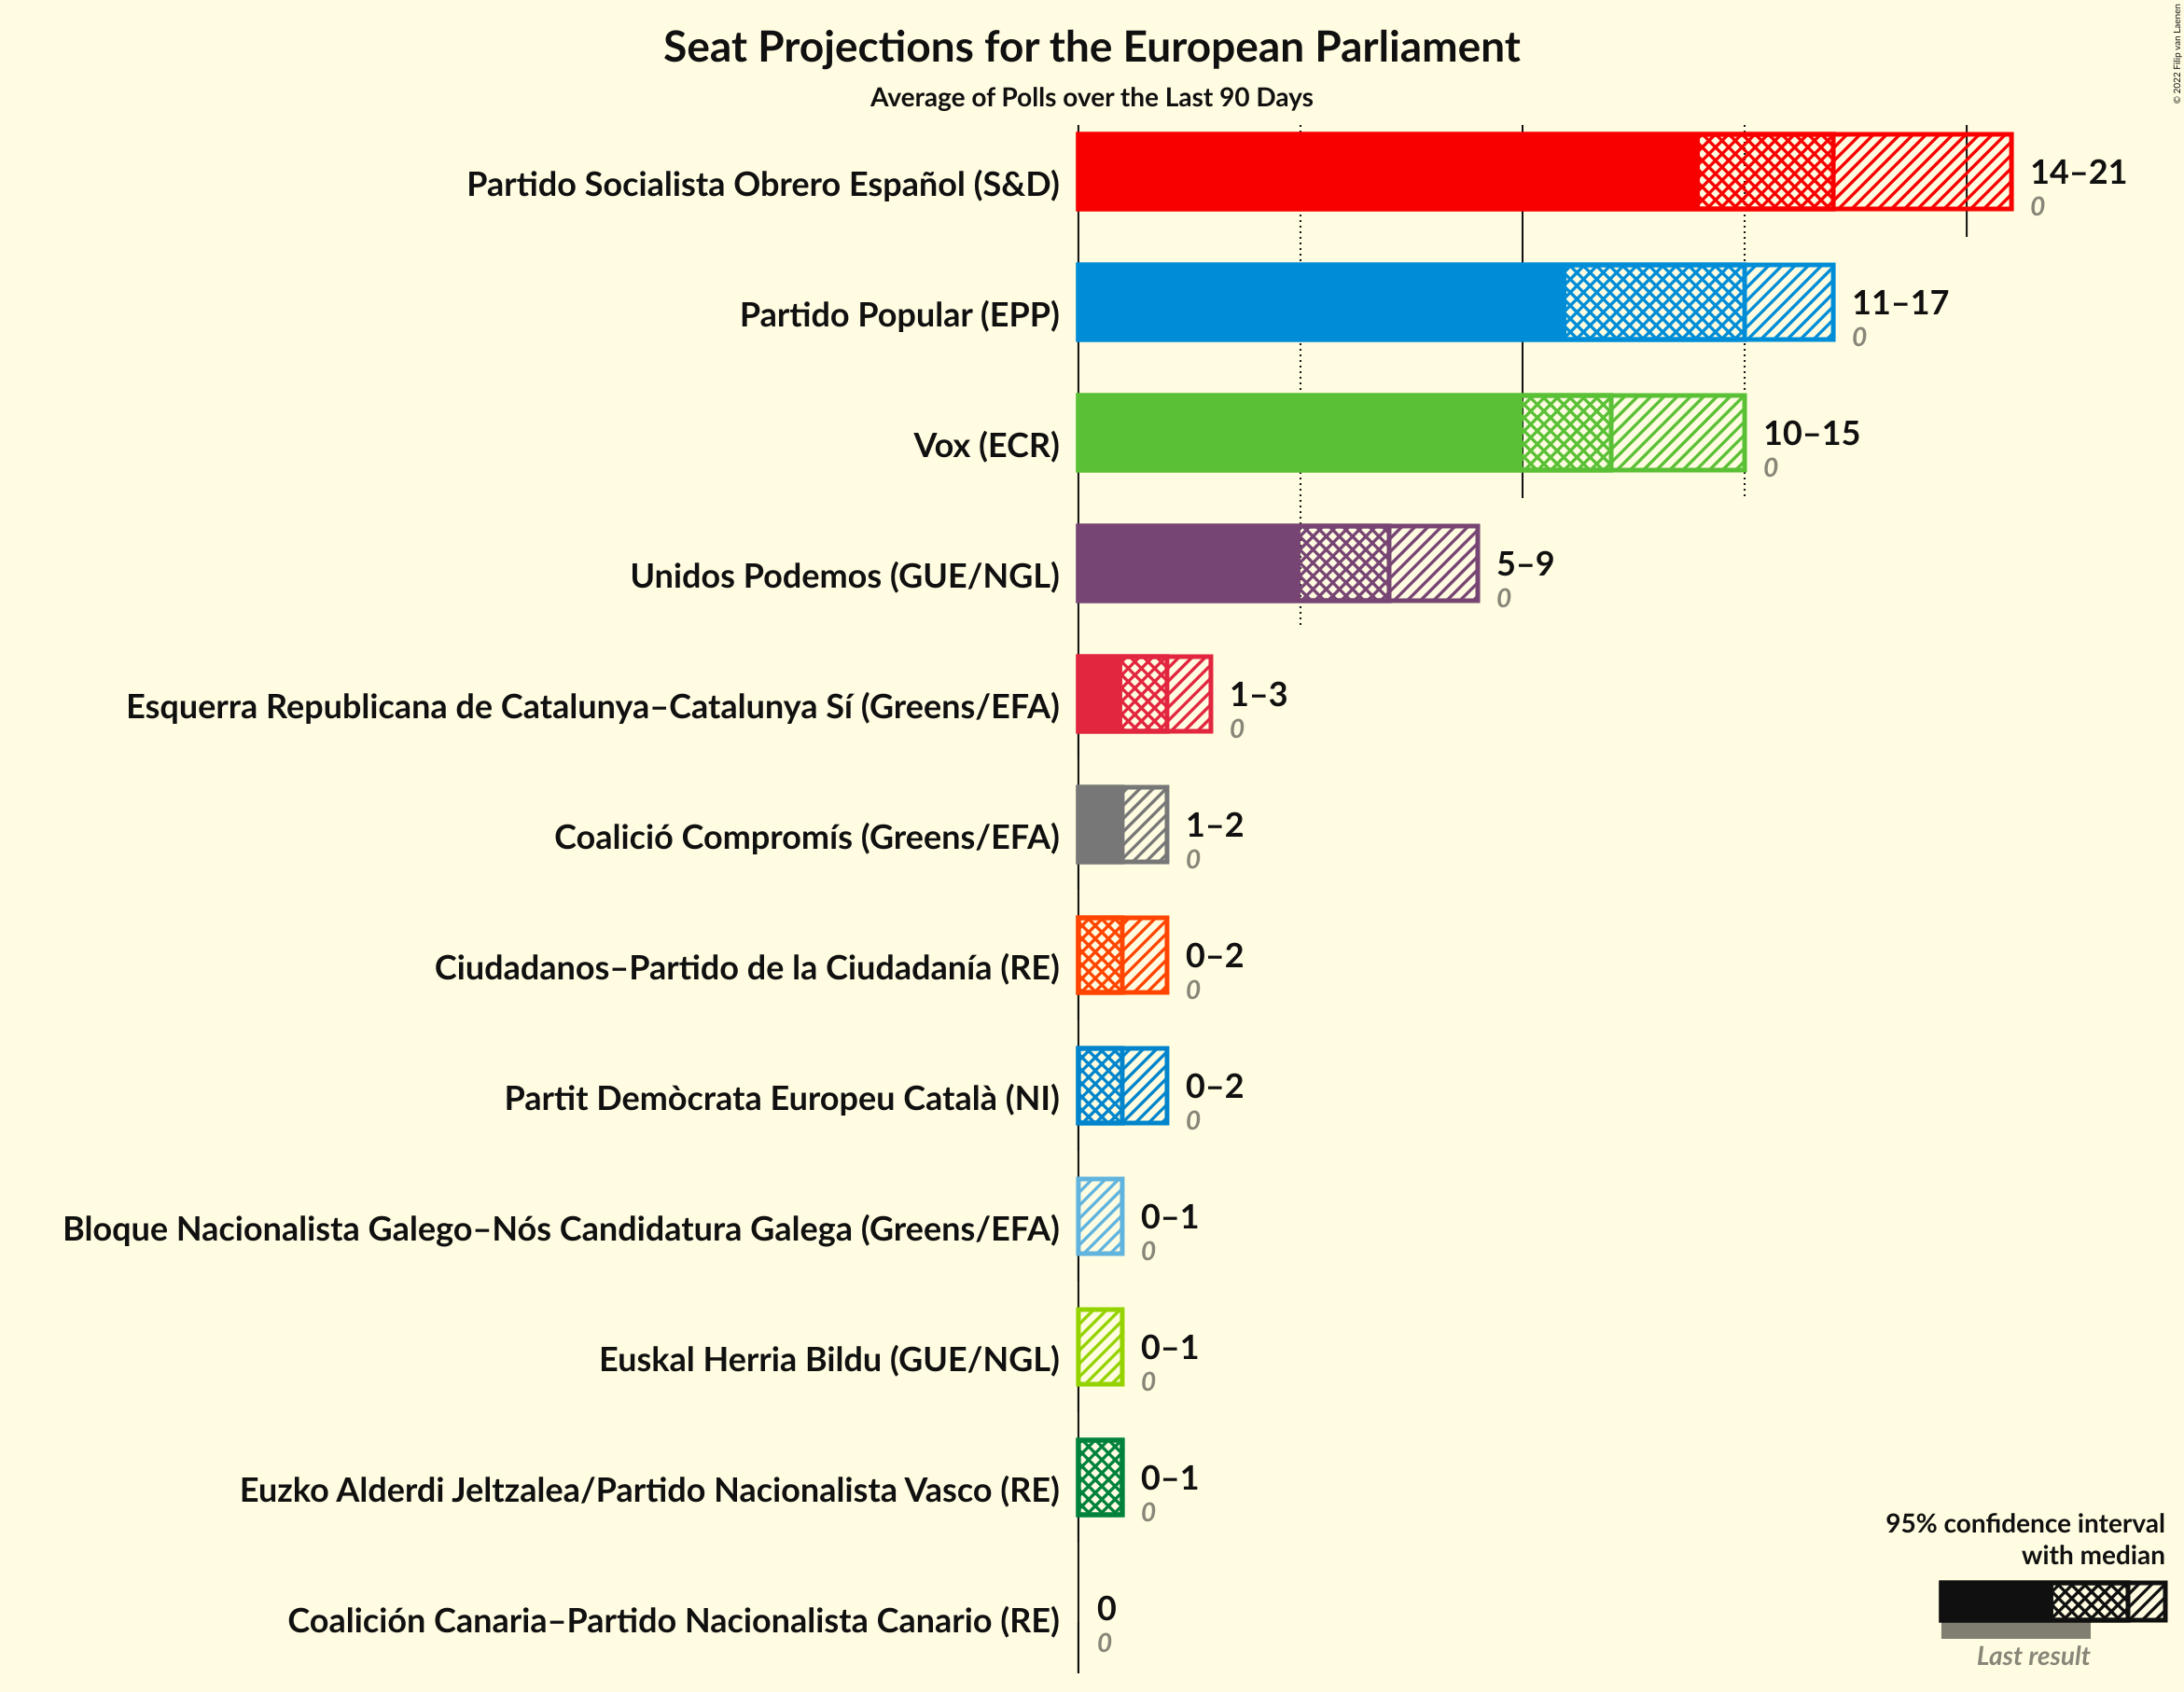 Seat Projections for the European Parliament
Average of Polls over the Last 90 Days
© 2022 Filip van Laenen
Partido Socialista Obrero Español (S&D)
14–21
0
Partido Popular (EPP)
11–17
0
Vox (ECR)
10–15
0
Unidos Podemos (GUE/NGL)
5–9
0
Esquerra Republicana de Catalunya–Catalunya Sí (Greens/EFA)
1–3
0
Coalició Compromís (Greens/EFA)
1–2
0
Ciudadanos–Partido de la Ciudadanía (RE)
0–2
0
Partit Demòcrata Europeu Català (NI)
0–2
0
Bloque Nacionalista Galego–Nós Candidatura Galega (Greens/EFA)
0–1
0
Euskal Herria Bildu (GUE/NGL)
0–1
0
Euzko Alderdi Jeltzalea/Partido Nacionalista Vasco (RE)
0–1
0
Coalición Canaria–Partido Nacionalista Canario (RE)
0
0
95% confidence interval
with median
Last result